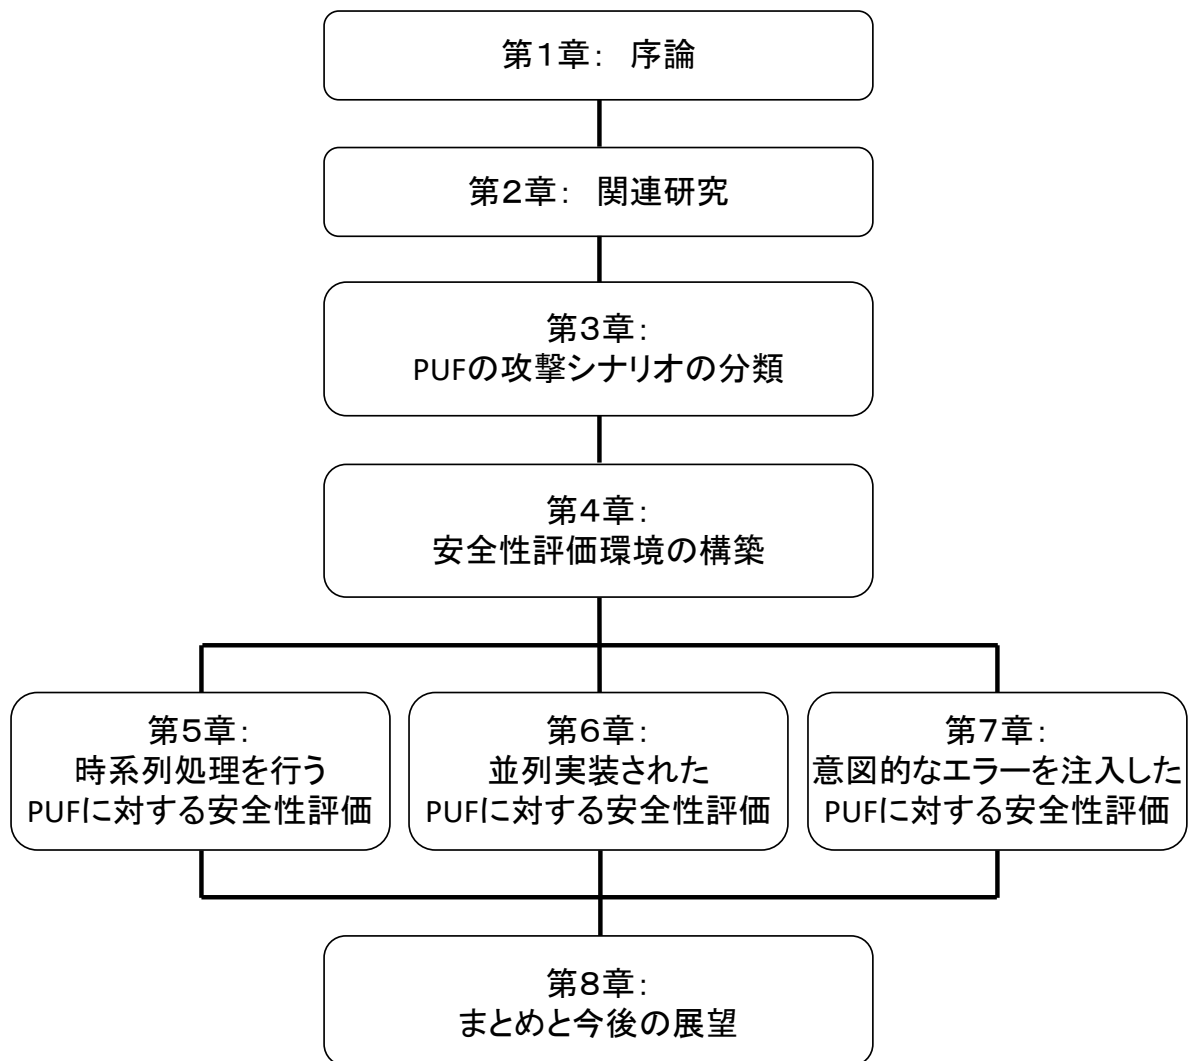 第1章： 序論
第2章： 関連研究
第3章：
PUFの攻撃シナリオの分類
第4章：
安全性評価環境の構築
第5章：
時系列処理を行う
PUFに対する安全性評価
第6章：
並列実装された
PUFに対する安全性評価
第7章：
意図的なエラーを注入した
PUFに対する安全性評価
第8章：
まとめと今後の展望